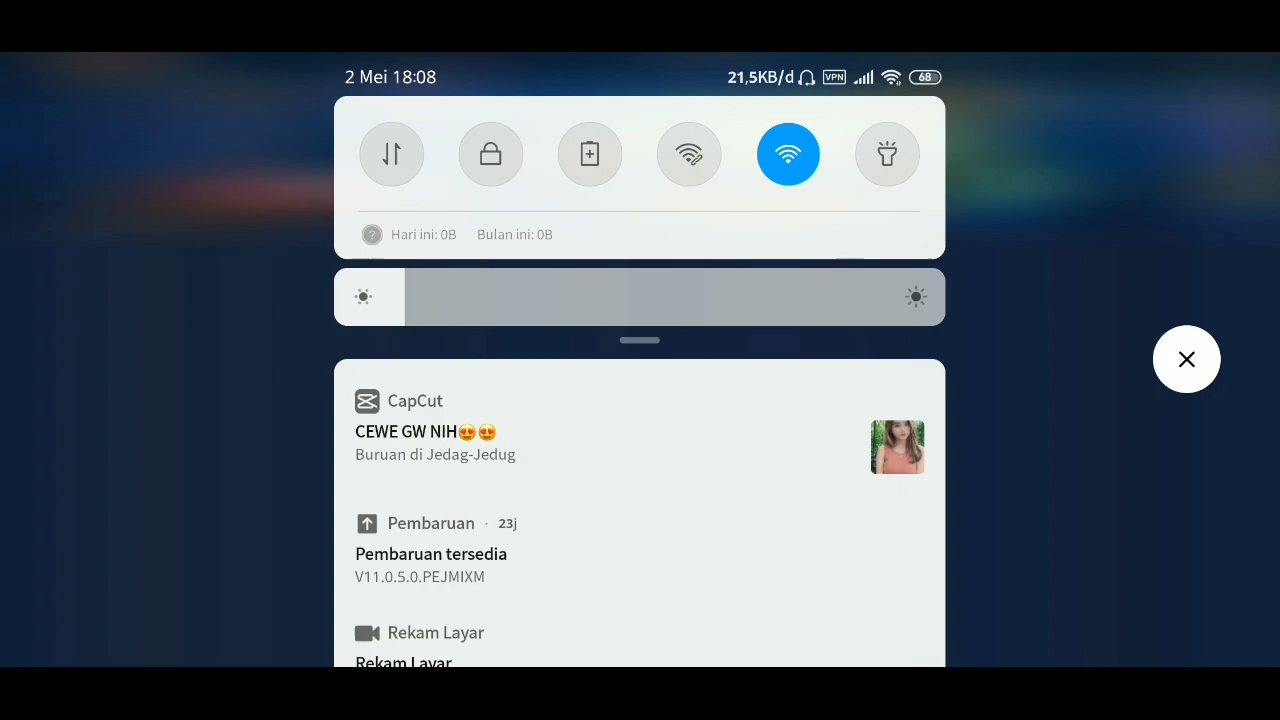 2 Mei 18:08
21,5KB/d VPN 68
Hari ini: 0B Bulan ini: 0B
CapCut
CEWE GW NIH😍😍
Buruan di Jedag-Jedug
Pembaruan · 23j
Pembaruan tersedia
V11.0.5.0.PEJMIXM
Rekam Layar
Rekam Layar